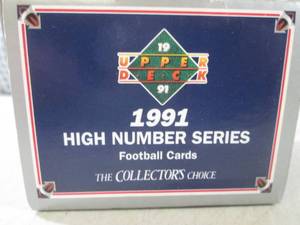 19
UPPER
DECK
91
1991
HIGH NUMBER SERIES
Football Cards
THE COLLECTOR'S CHOICE